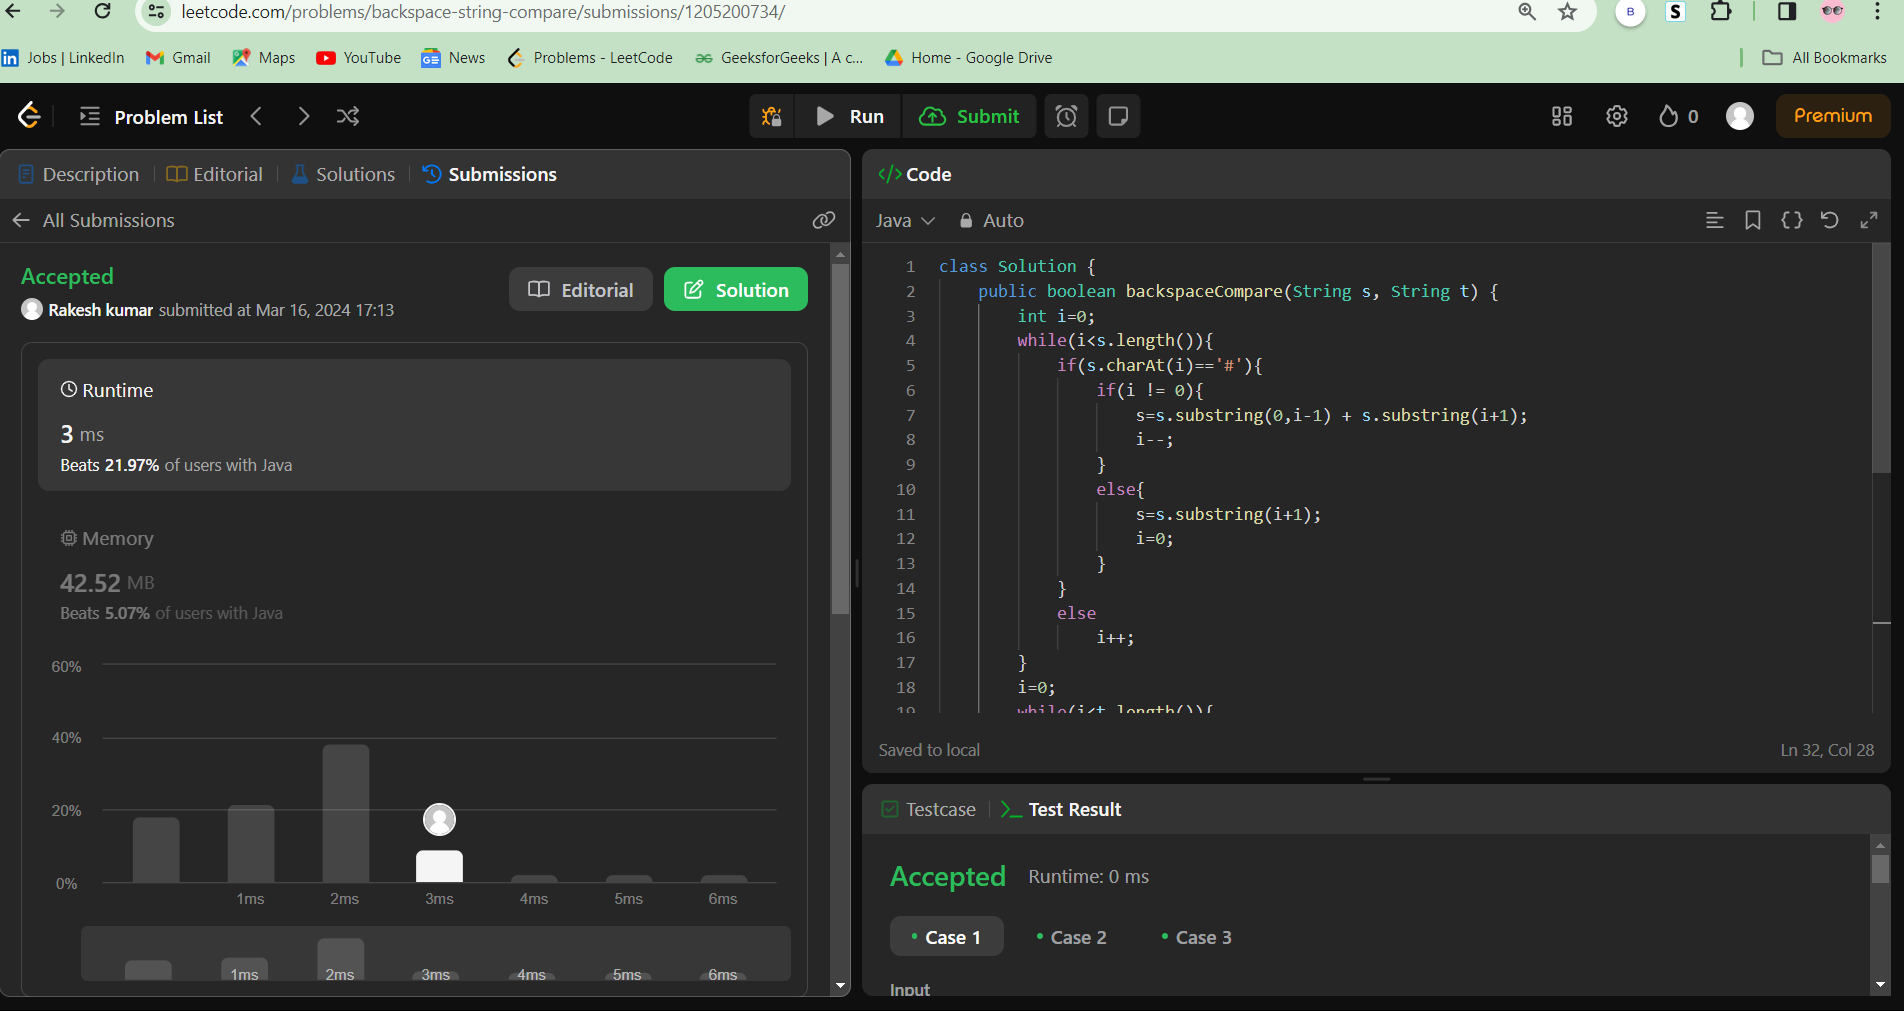 leetcode.com/problems/backspace-string-compare/submissions/1205200734/
B
S
Jobs | LinkedIn
Gmail
Maps
YouTube
News
Problems - LeetCode
GeeksforGeeks | A c...
Home - Google Drive
All Bookmarks
Problem List
Run
Submit
0
Premium
Description
Editorial
Solutions
Submissions
All Submissions
Accepted
Rakesh kumar submitted at Mar 16, 2024 17:13
Editorial
Solution
Runtime
3 ms
Beats 21.97% of users with Java
Memory
42.52 MB
Beats 5.07% of users with Java
60%
40%
20%
0%
1ms
2ms
3ms
4ms
5ms
6ms
1ms
2ms
3ms
4ms
5ms
6ms
</> Code
Java
Auto
1 class Solution {
2 public boolean backspaceCompare(String s, String t) {
3 int i=0;
4 while(i<s.length()){
5 if(s.charAt(i)=='#'){
6 if(i != 0){
7 s=s.substring(0,i-1) + s.substring(i+1);
8 i--;
9 }
10 else{
11 s=s.substring(i+1);
12 i=0;
13 }
14 }
15 else
16 i++;
17 }
18 i=0;
19 while(i<t.length()){
Saved to local
Ln 32, Col 28
Testcase
Test Result
Accepted
Runtime: 0 ms
Case 1
Case 2
Case 3
Input